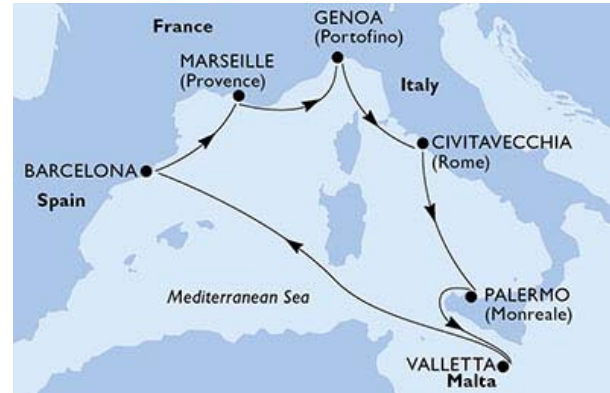 France
GENOA
(Portofino)
MARSEILLE
(Provence)
Italy
CIVITAVECCHIA
(Rome)
BARCELONA
Spain
Mediterranean Sea
PALERMO
(Monreale)
VALLETTA
Malta